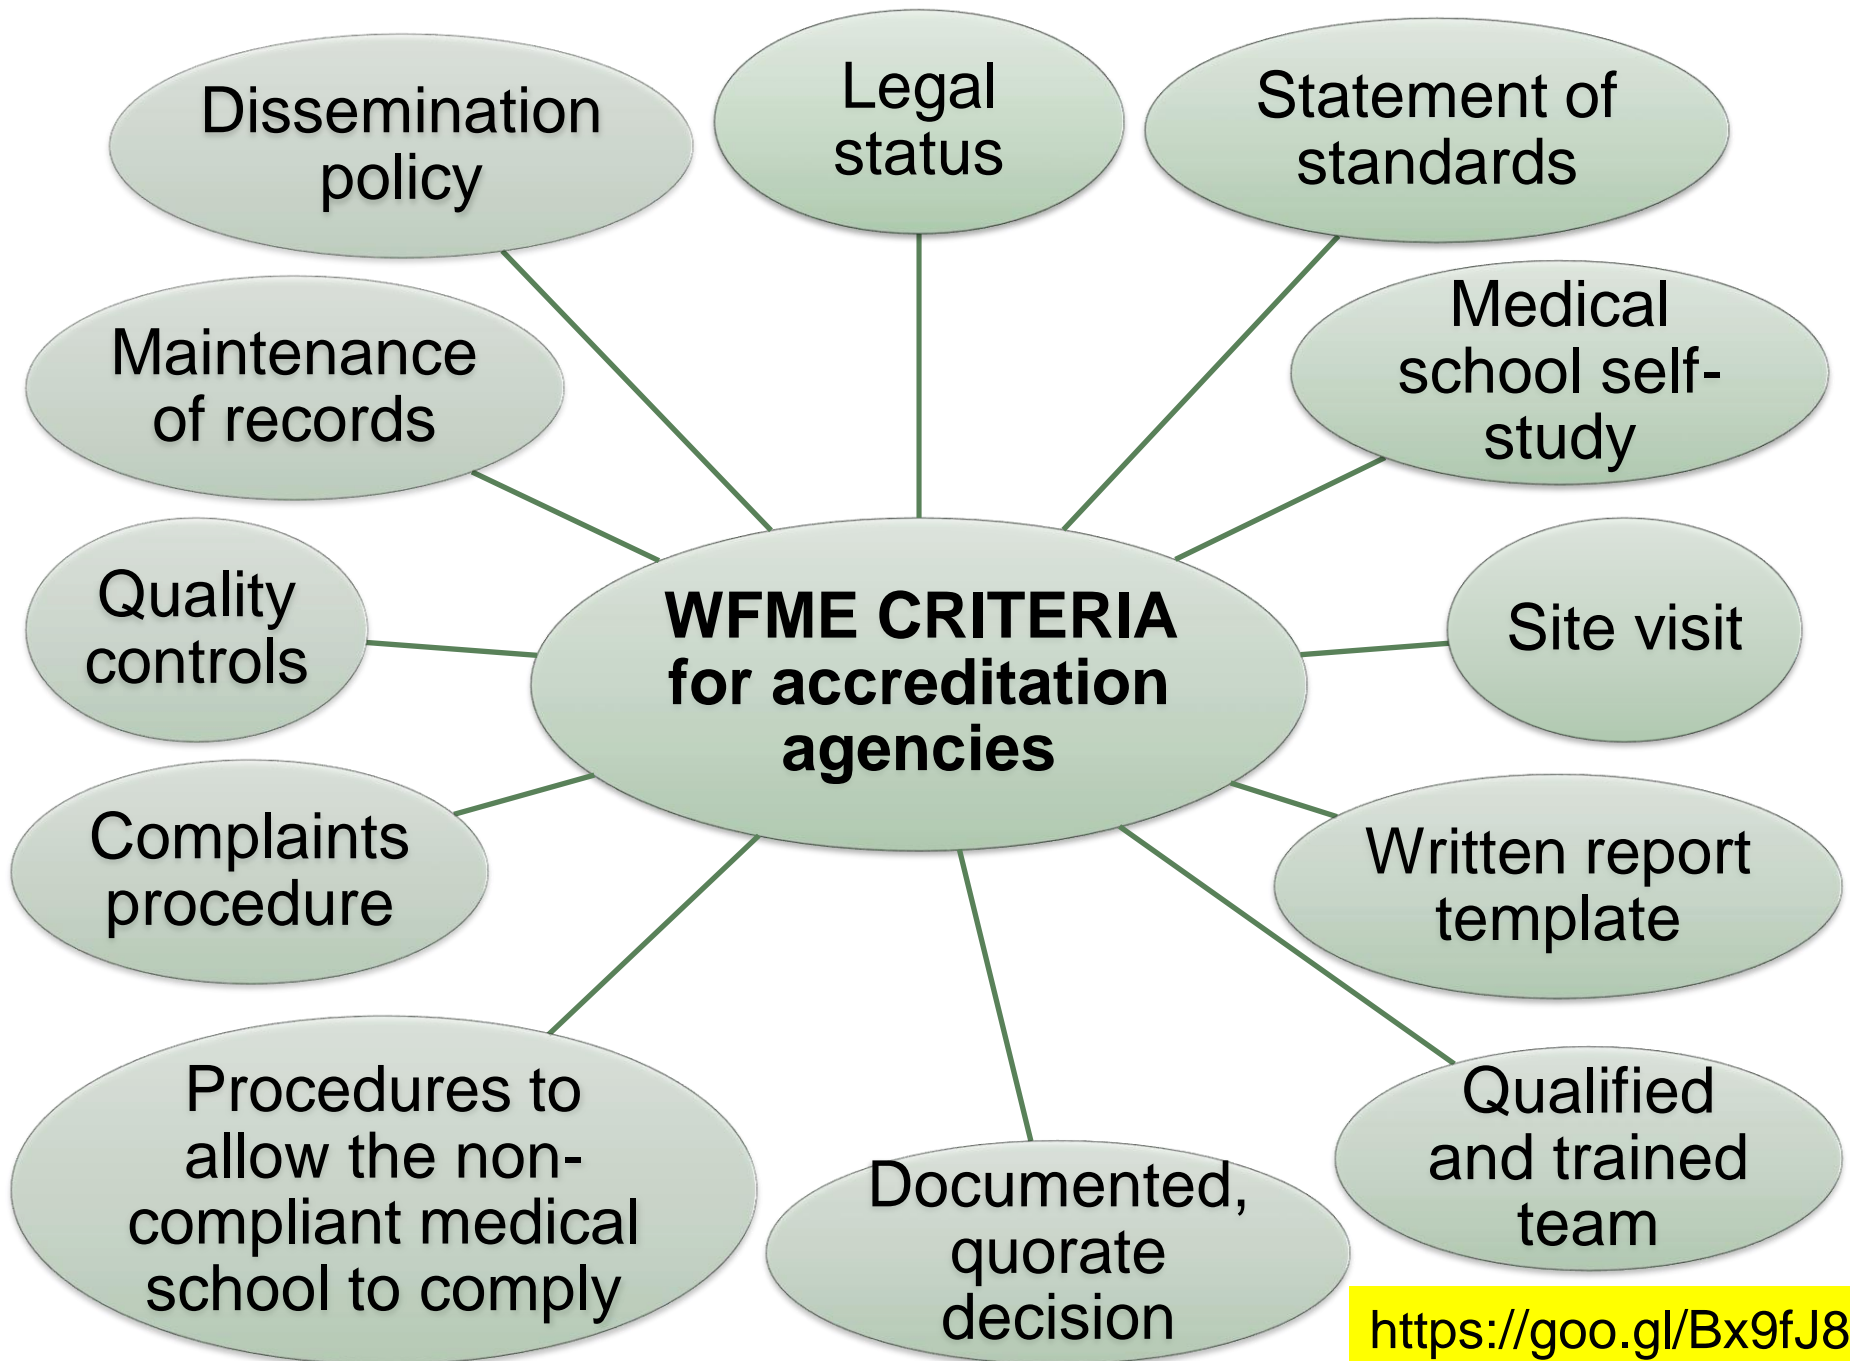 Legal
status
Statement of
standards
Medical
school self-
study
Site visit
Written report
template
Qualified
and trained
team
Documented,
quorate
decision
Procedures to
allow the non-
compliant medical
school to comply
Complaints
procedure
Quality
controls
Maintenance
of records
Dissemination
policy
WFME CRITERIA
for accreditation
agencies
https://goo.gl/Bx9fJ8